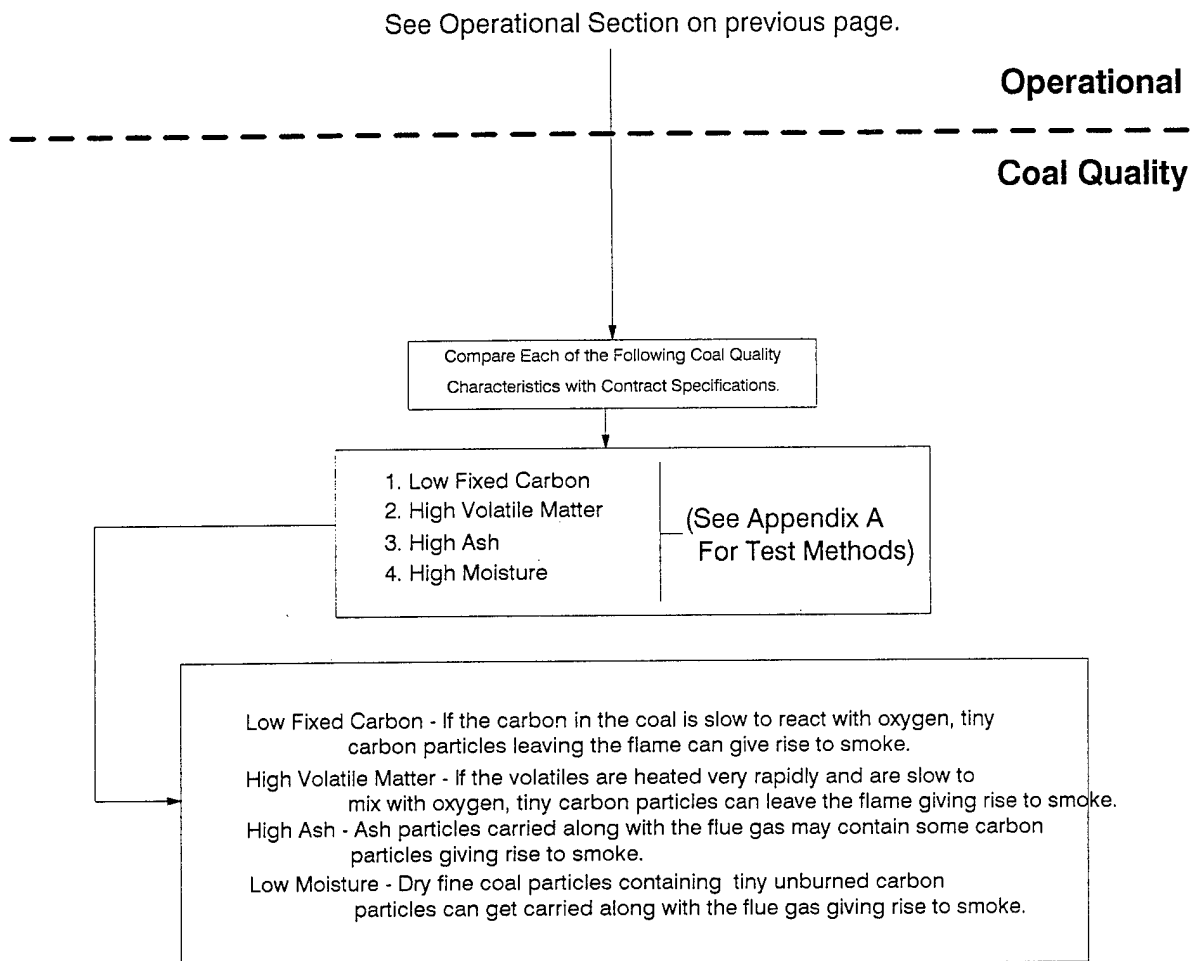 See Operational Section on previous page.
Operational
Coal Quality
Compare Each of the Following Coal Quality
Characteristics with Contract Specifications.
1. Low Fixed Carbon
2. High Volatile Matter
3. High Ash
4. High Moisture
(See Appendix A
For Test Methods)
Low Fixed Carbon - If the carbon in the coal is slow to react with oxygen, tiny
carbon particles leaving the flame can give rise to smoke.
High Volatile Matter - If the volatiles are heated very rapidly and are slow to
mix with oxygen, tiny carbon particles can leave the flame giving rise to smoke.
High Ash - Ash particles carried along with the flue gas may contain some carbon
particles giving rise to smoke.
Low Moisture - Dry fine coal particles containing tiny unburned carbon
particles can get carried along with the flue gas giving rise to smoke.